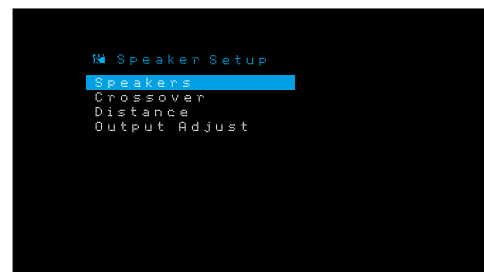 Speaker Setup
Speakers
Crossover
Distance
Output Adjust